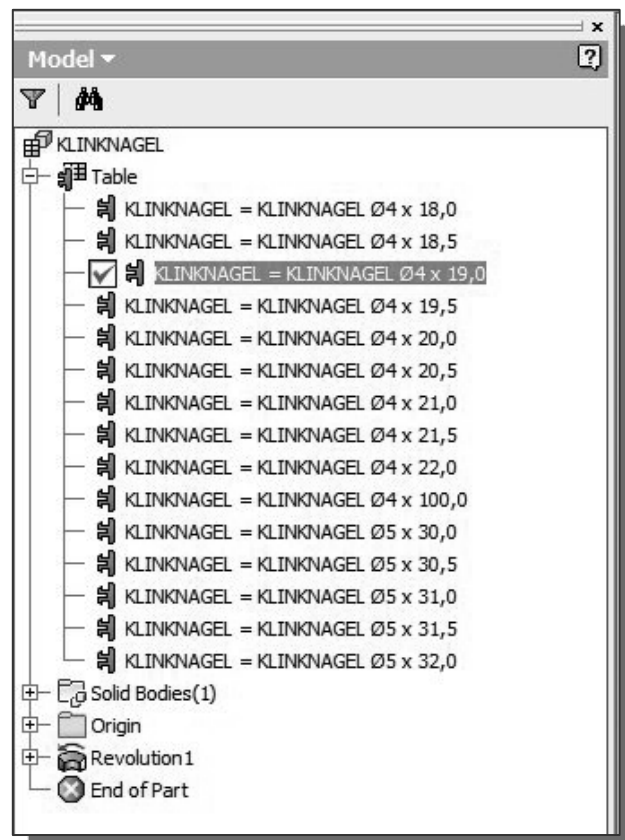 Model
KLINKNAGEL
Table
KLINKNAGEL = KLINKNAGEL Ø4 x 18,0
KLINKNAGEL = KLINKNAGEL Ø4 x 18,5
KLINKNAGEL = KLINKNAGEL Ø4 x 19,0
KLINKNAGEL = KLINKNAGEL Ø4 x 19,5
KLINKNAGEL = KLINKNAGEL Ø4 x 20,0
KLINKNAGEL = KLINKNAGEL Ø4 x 20,5
KLINKNAGEL = KLINKNAGEL Ø4 x 21,0
KLINKNAGEL = KLINKNAGEL Ø4 x 21,5
KLINKNAGEL = KLINKNAGEL Ø4 x 22,0
KLINKNAGEL = KLINKNAGEL Ø4 x 100,0
KLINKNAGEL = KLINKNAGEL Ø5 x 30,0
KLINKNAGEL = KLINKNAGEL Ø5 x 30,5
KLINKNAGEL = KLINKNAGEL Ø5 x 31,0
KLINKNAGEL = KLINKNAGEL Ø5 x 31,5
KLINKNAGEL = KLINKNAGEL Ø5 x 32,0
Solid Bodies(1)
Origin
Revolution1
End of Part